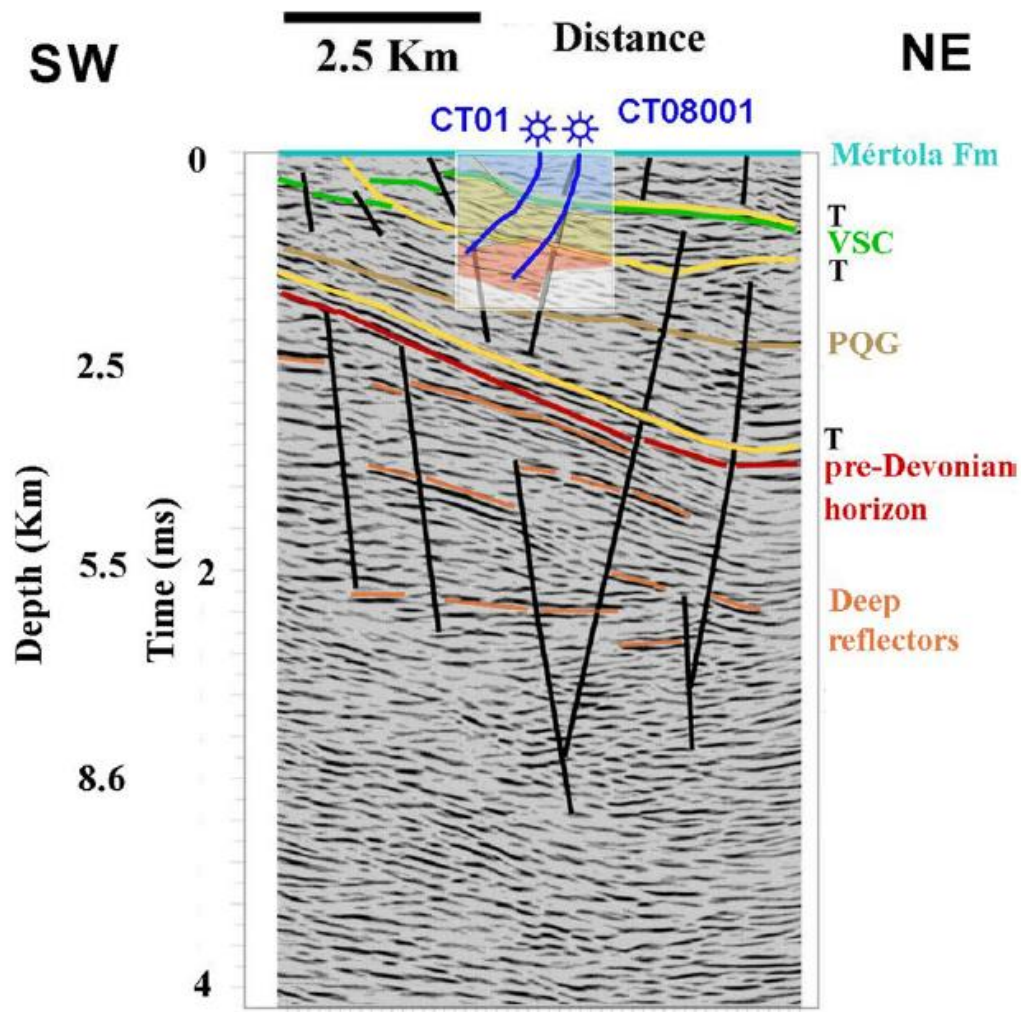 SW
2.5 Km
Distance
NE
CT01
CT08001
0
Mértola Fm
T
VSC
T
PQG
2.5
T
pre-Devonian
horizon
Depth (Km)
Time (ms)
5.5
2
Deep
reflectors
8.6
4